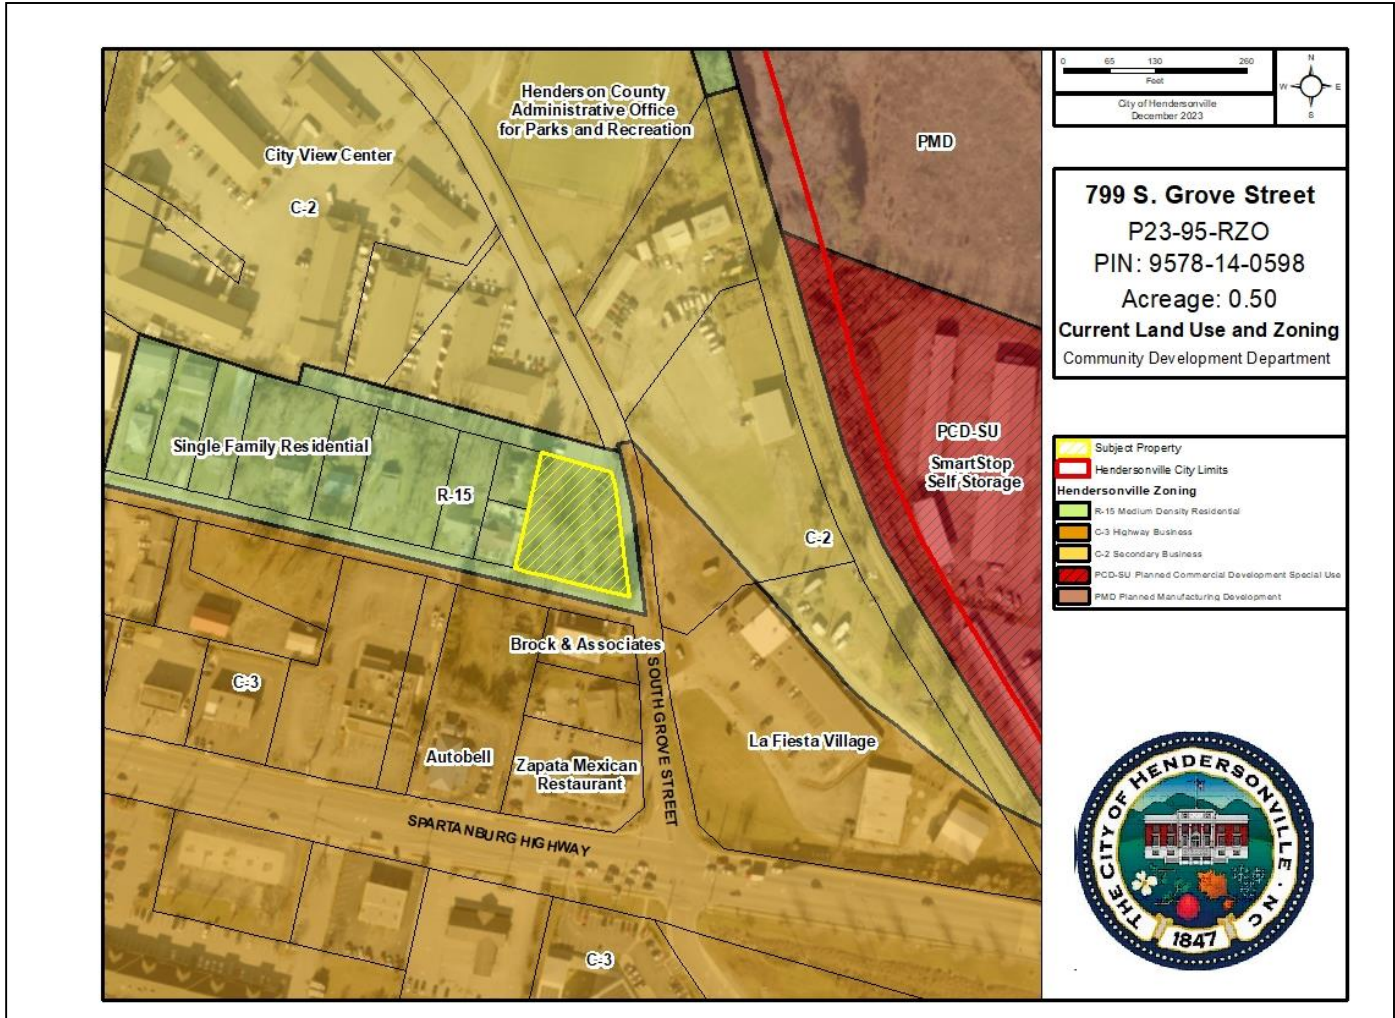 Henderson County
Administrative Office
for Parks and Recreation
City View Center
C-2
PMD
Single Family Residential
R-15
PCD-SU
SmartStop
Self Storage
C-2
Brock & Associates
C-3
SOUTH GROVE STREET
La Fiesta Village
Autobell
Zapata Mexican
Restaurant
SPARTANBURG HIGHWAY
C-3
0 65 130 260
Feet
City of Hendersonville
December 2023
N
W E
S
799 S. Grove Street
P23-95-RZO
PIN: 9578-14-0598
Acreage: 0.50
Current Land Use and Zoning
Community Development Department
Subject Property
Hendersonville City Limits
Hendersonville Zoning
R-15 Medium Density Residential
C-3 Highway Business
C-2 Secondary Business
PCD-SU Planned Commercial Development Special Use
PMD Planned Manufacturing Development
THE CITY OF HENDERSONVILLE · NC
1847